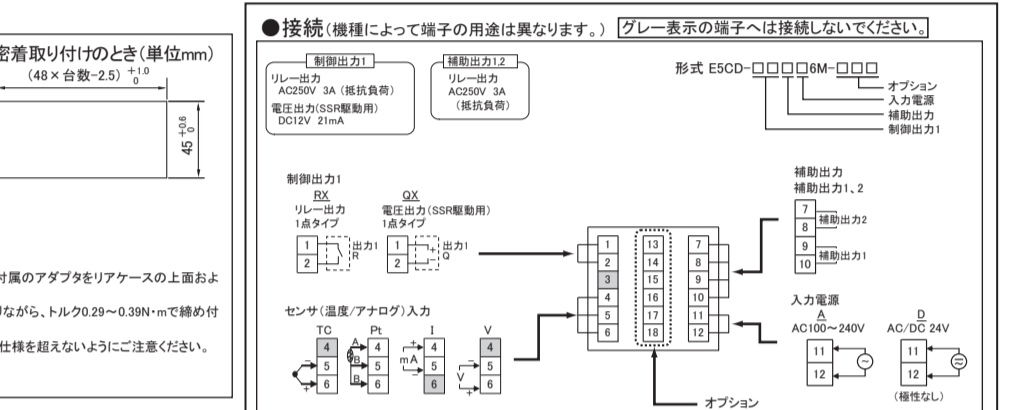 密着取り付けのとき(単位mm)
(48×台数-2.5) +1.0 0
45 +0.6 0
付属のアダプタをリアケースの上面およ
りながら、トルク0.29~0.39N・mで締め付
仕様を超えないようにご注意ください。
●接続(機種によって端子の用途は異なります。) グレー表示の端子へは接続しないでください。
制御出力1
リレー出力
AC250V 3A (抵抗負荷)
電圧出力(SSR駆動用)
DC12V 21mA
補助出力1,2
リレー出力
AC250V 3A
(抵抗負荷)
形式 E5CD-□□□□6M-□□□
オプション
入力電源
補助出力
制御出力1
制御出力1
RX
リレー出力
1点タイプ
1
2
出力1
R
QX
電圧出力(SSR駆動用)
1点タイプ
1
2
+
-
出力1
Q
センサ(温度/アナログ)入力
TC
4
5
6
-
+
Pt
A
B
B
4
5
6
I
+
mA
-
4
5
6
V
-
V
+
4
5
6
1
2
3
4
5
6
13
14
15
16
17
18
7
8
9
10
11
12
オプション
補助出力
補助出力1、2
7
8
補助出力2
9
10
補助出力1
入力電源
A
AC100~240V
11
12
D
AC/DC 24V
11
12
(極性なし)